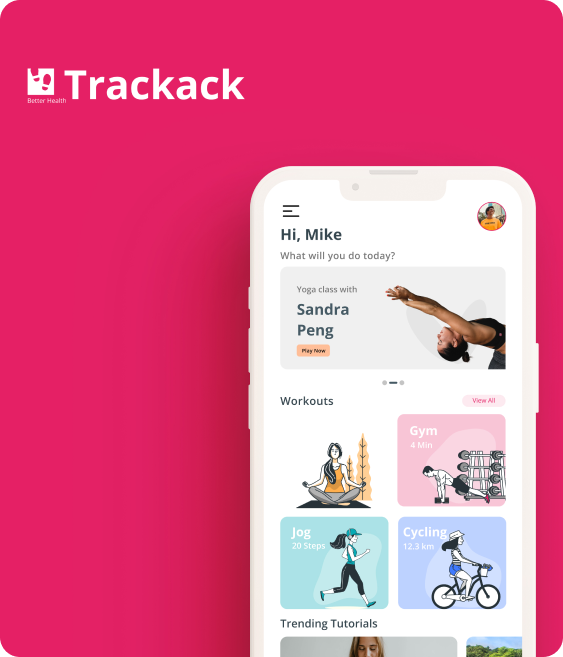 Trackack
Better Health
Hi, Mike
What will you do today?
Yoga class with
Sandra
Peng
Play Now
Workouts
View All
Gym
4 Min
Jog
20 Steps
Cycling
12.3 km
Trending Tutorials